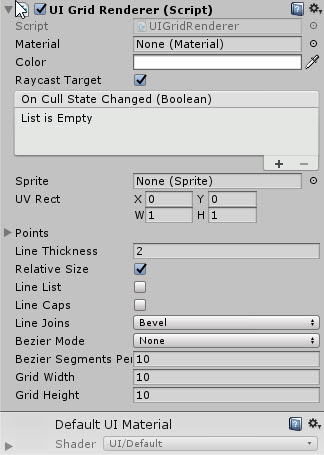 UI Grid Renderer (Script)
Script UIGridRenderer
Material None (Material)
Color
Raycast Target
On Cull State Changed (Boolean)
List is Empty
+ −
Sprite None (Sprite)
UV Rect X 0 Y 0
W 1 H 1
Points
Line Thickness 2
Relative Size
Line List
Line Caps
Line Joins Bevel
Bezier Mode None
Bezier Segments Per 10
Grid Width 10
Grid Height 10
Default UI Material
Shader UI/Default